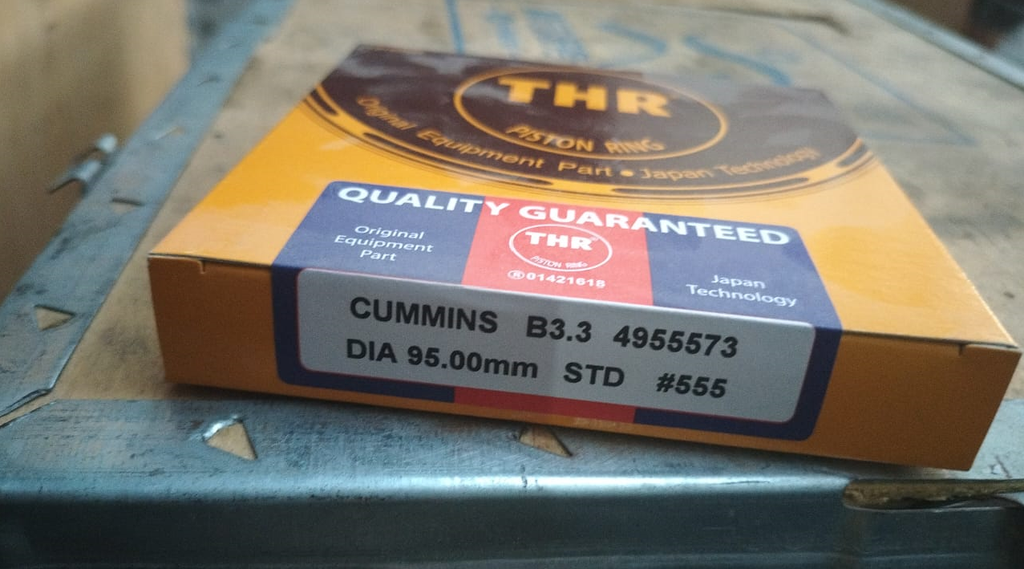 THR
PISTON RING
Original Equipment Part • Japan Technology
QUALITY GUARANTEED
Original
Equipment
Part
THR
PISTON RING
®01421618
Japan
Technology
CUMMINS B3.3 4955573
DIA 95.00mm STD #555